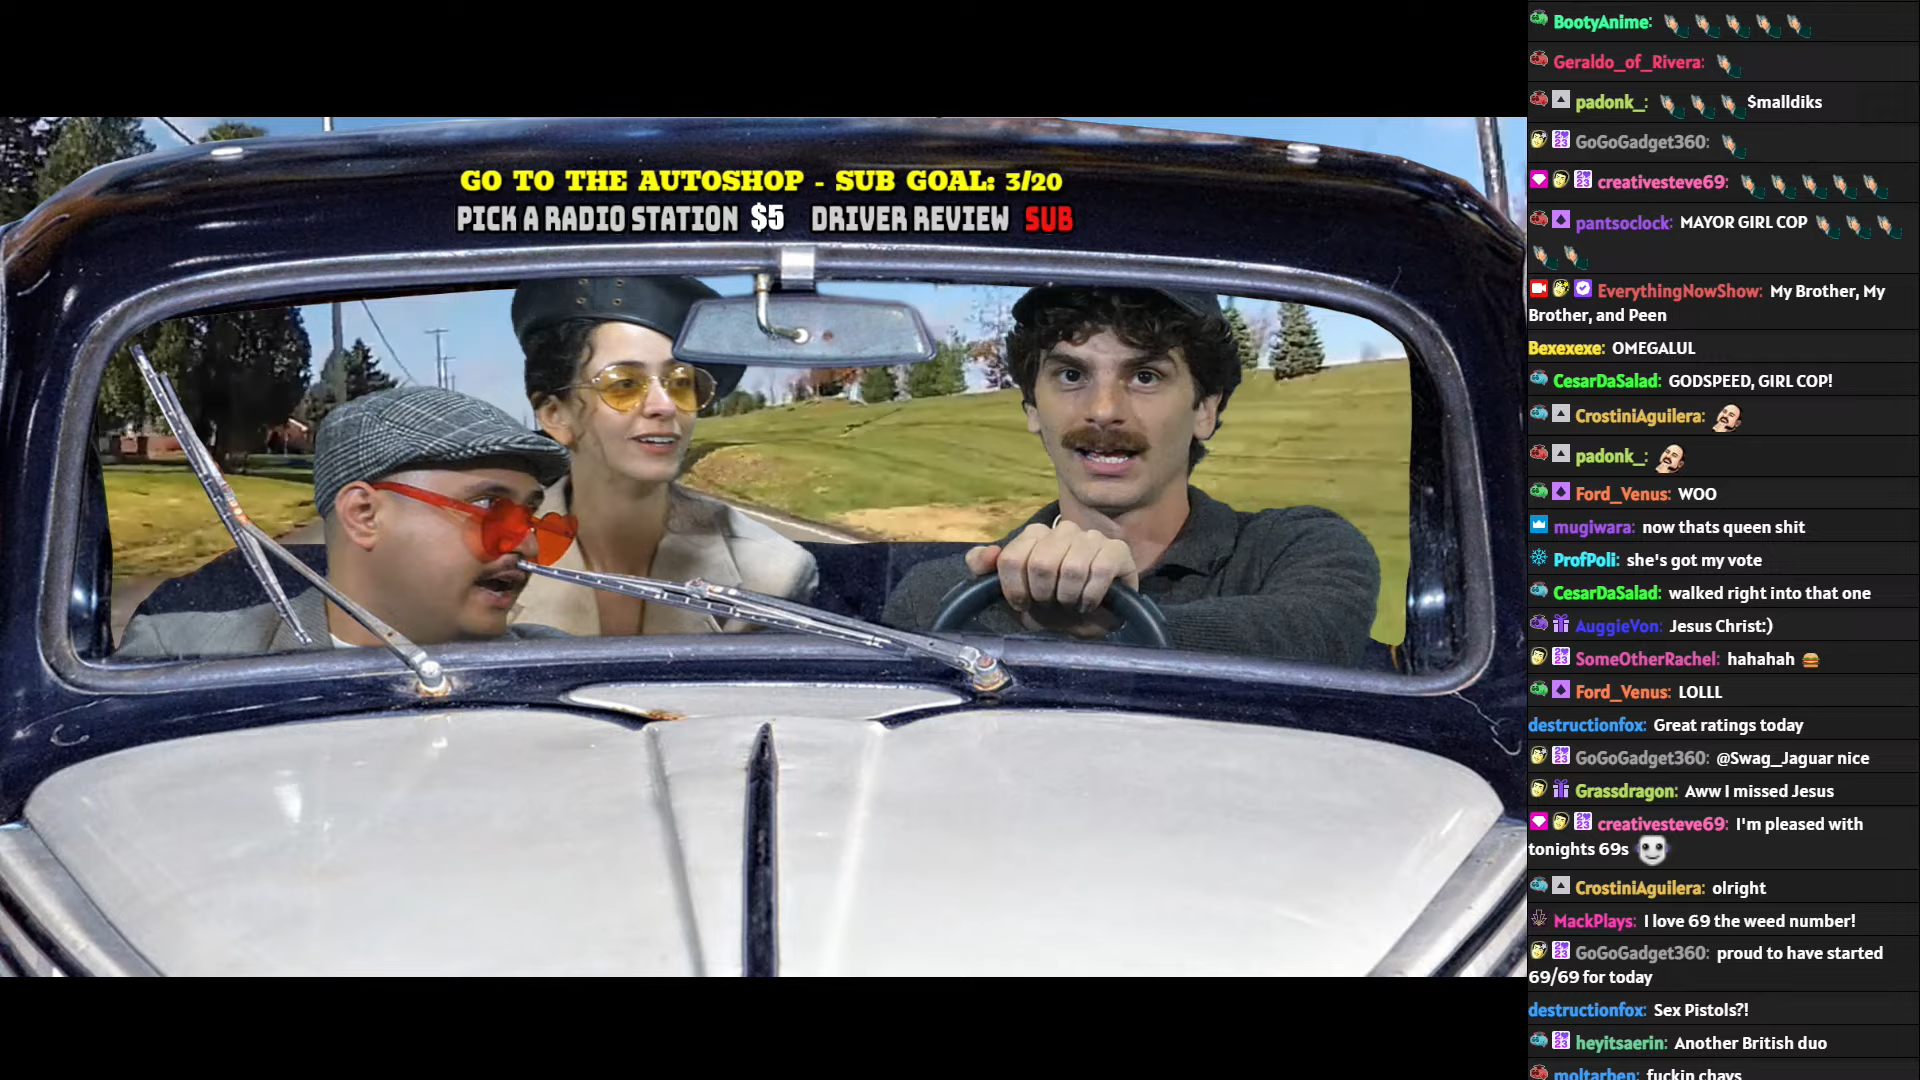 GO TO THE AUTOSHOP - SUB GOAL: 3/20
PICK A RADIO STATION $5 DRIVER REVIEW SUB
BootyAnime:
Geraldo_of_Rivera:
padonk_: $malldiks
GoGoGadget360:
creativesteve69:
pantsoclock: MAYOR GIRL COP
EverythingNowShow: My Brother, My
Brother, and Peen
Bexexexe: OMEGALUL
CesarDaSalad: GODSPEED, GIRL COP!
CrostiniAguilera:
padonk_:
Ford_Venus: WOO
mugiwara: now thats queen shit
ProfPoli: she's got my vote
CesarDaSalad: walked right into that one
AuggieVon: Jesus Christ:)
SomeOtherRachel: hahahah
Ford_Venus: LOLLL
destructionfox: Great ratings today
GoGoGadget360: @Swag_Jaguar nice
Grassdragon: Aww I missed Jesus
creativesteve69: I'm pleased with
tonights 69s
CrostiniAguilera: olright
MackPlays: I love 69 the weed number!
GoGoGadget360: proud to have started
69/69 for today
destructionfox: Sex Pistols?!
heyitsaerin: Another British duo
moltarben: fuckin chavs